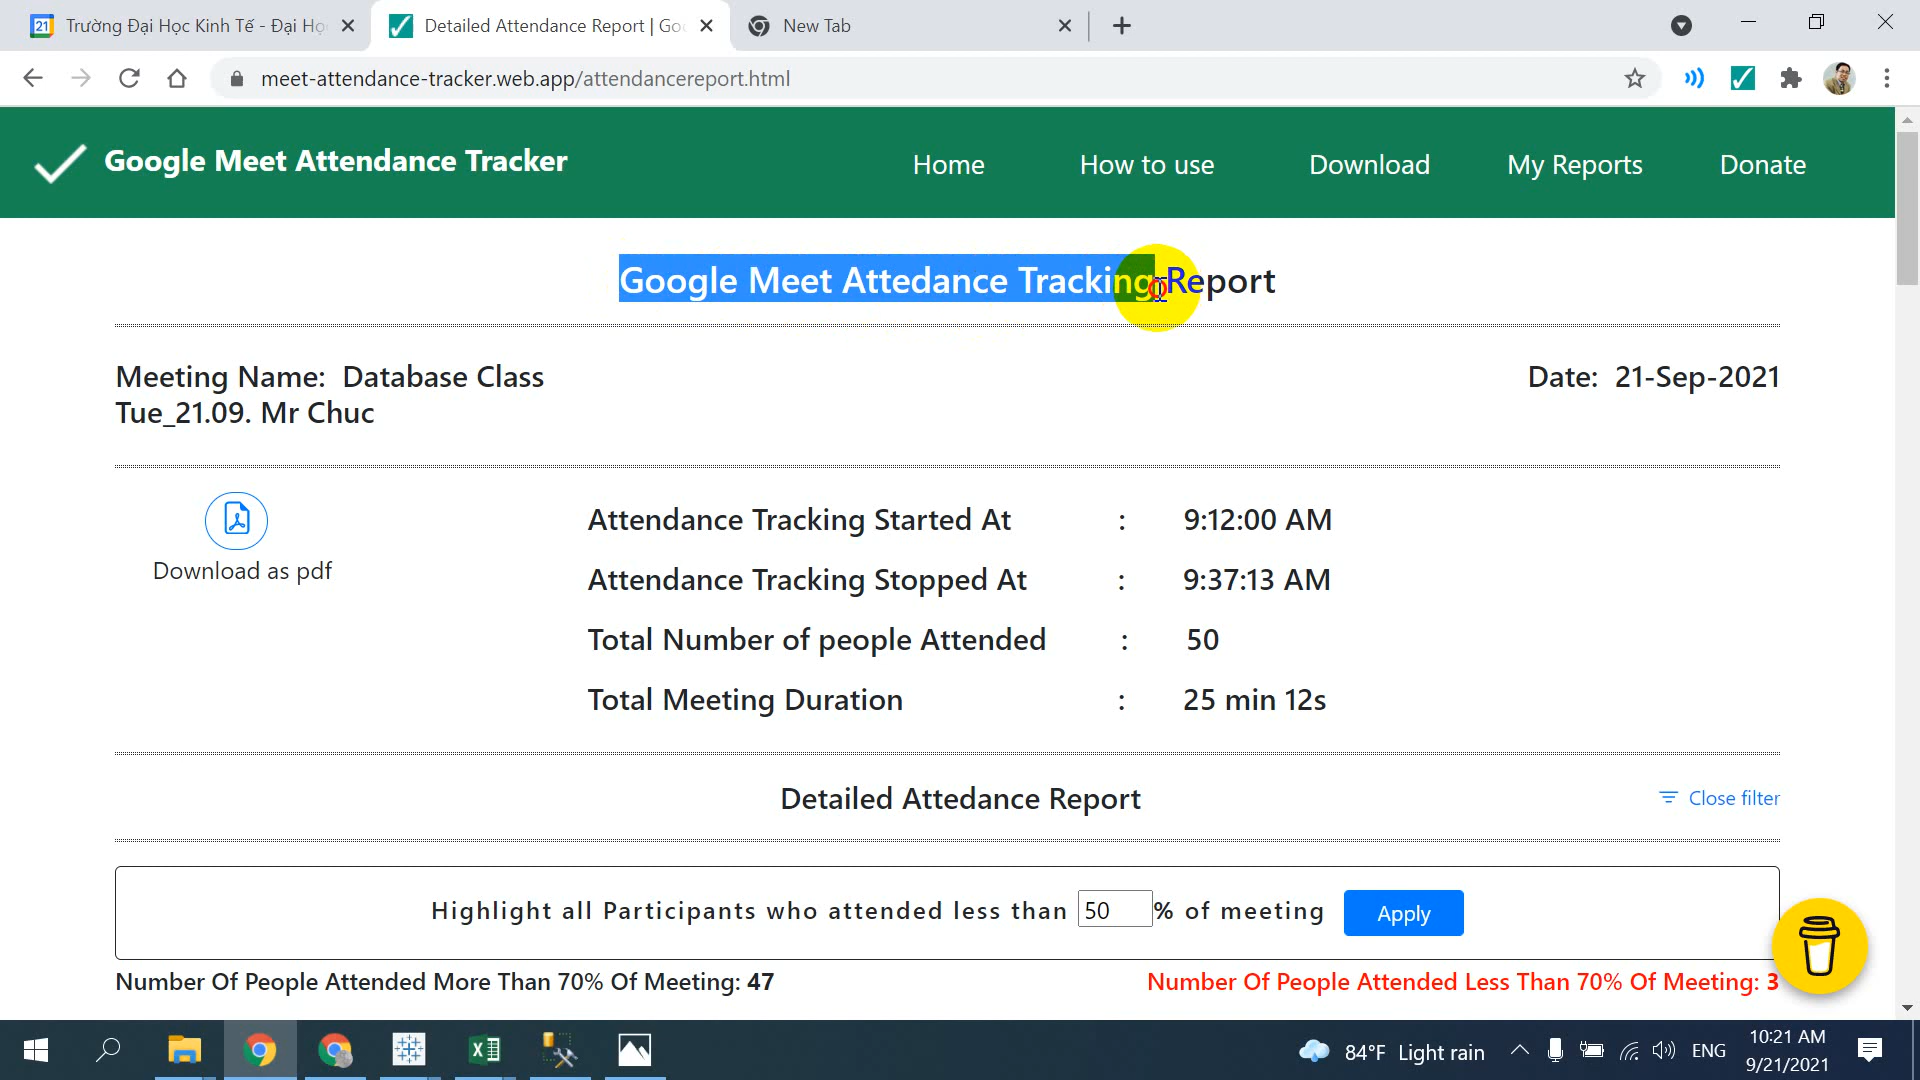 Trường Đại Học Kinh Tế - Đại Họ
Detailed Attendance Report | Goo
New Tab
meet-attendance-tracker.web.app/attendancereport.html
Google Meet Attendance Tracker
Home
How to use
Download
My Reports
Donate
Google Meet Attedance Tracking Report
Meeting Name: Database Class
Tue_21.09. Mr Chuc
Date: 21-Sep-2021
Download as pdf
Attendance Tracking Started At : 9:12:00 AM
Attendance Tracking Stopped At : 9:37:13 AM
Total Number of people Attended : 50
Total Meeting Duration : 25 min 12s
Detailed Attedance Report
Close filter
Highlight all Participants who attended less than 50 % of meeting
Apply
Number Of People Attended More Than 70% Of Meeting: 47
Number Of People Attended Less Than 70% Of Meeting: 3
84°F Light rain
ENG
10:21 AM
9/21/2021